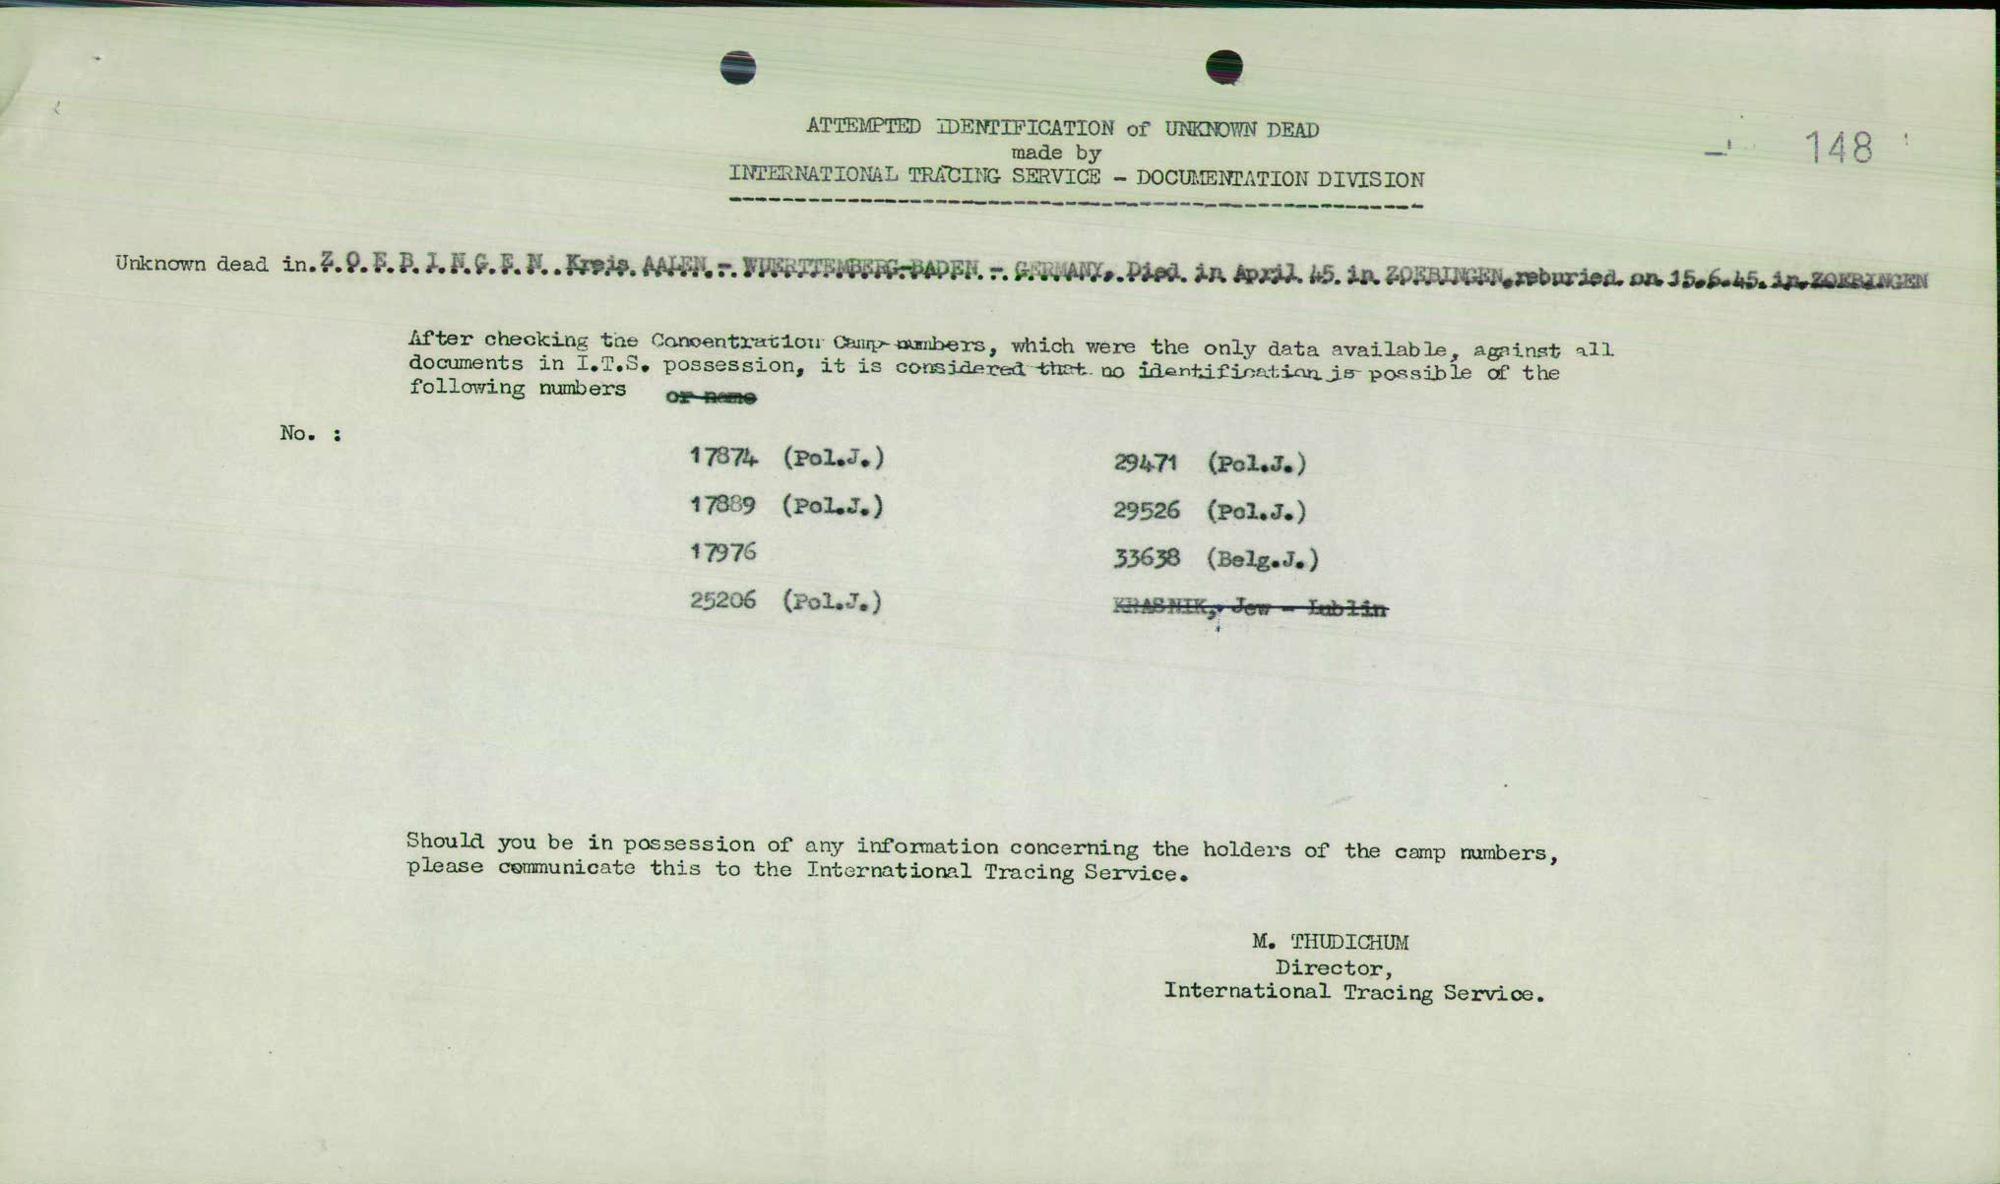 ATTEMPTED IDENTIFICATION of UNKNOWN DEAD
made by
148
INTERNATIONAL TRACING SERVICE - DOCUMENTATION DIVISION
Unknown dead in.Z.O.E.B.I.N.G.E.N..Kreis AALEN.-.WUERTTEMBERG-BADEN.-.GERMANY. Died in April 45 in ZOEBINGEN, reburied on 15.6.45. in ZOEBINGEN
After checking the Concentration Camp-numbers, which were the only data available, against all
documents in I.T.S. possession, it is considered that no identification is possible of the
following numbers or name
No. :
17874 (Pol.J.) 29471 (Pol.J.)
17889 (Pol.J.) 29526 (Pol.J.)
17976 33638 (Belg.J.)
25206 (Pol.J.) KRASNIK, Jew - Lublin
Should you be in possession of any information concerning the holders of the camp numbers,
please communicate this to the International Tracing Service.
M. THUDICHUM
Director,
International Tracing Service.